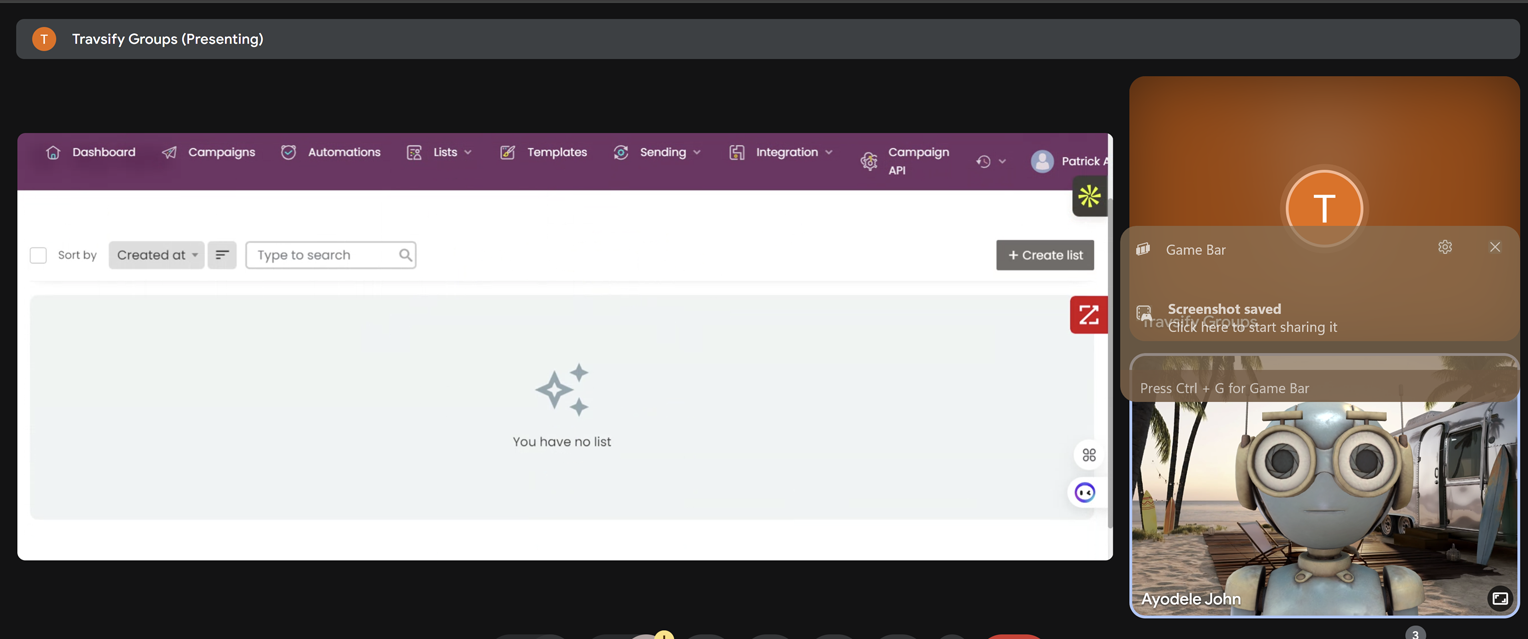 T
Travsify Groups (Presenting)
Dashboard
Campaigns
Automations
Lists
Templates
Sending
Integration
Campaign
API
Patrick A
Sort by
Created at
Type to search
+ Create list
You have no list
T
Game Bar
Screenshot saved
Travsify Groups
Click here to start sharing it
Press Ctrl + G for Game Bar
Ayodele John
3